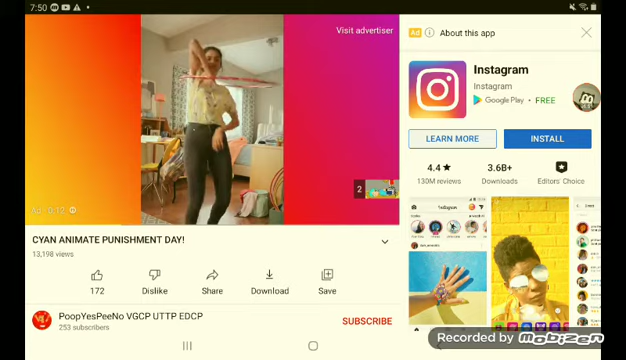 7:50
Visit advertiser
Ad · 0:12
2
CYAN ANIMATE PUNISHMENT DAY!
13,198 views
172
Dislike
Share
Download
Save
PoopYesPeeNo VGCP UTTP EDCP
253 subscribers
SUBSCRIBE
Ad
About this app
Instagram
Instagram
Google Play • FREE
LEARN MORE
INSTALL
4.4 ★
130M reviews
3.6B+
Downloads
Editors' Choice
Instagram
Recorded by
mobizen